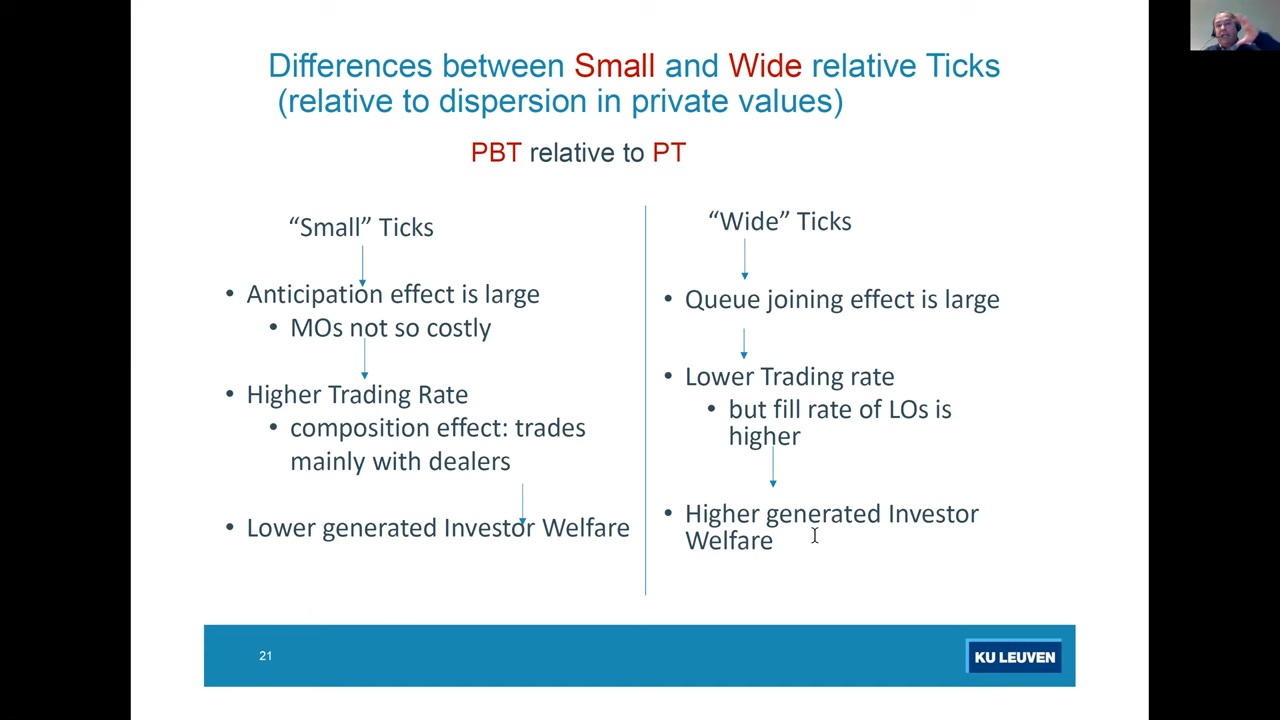 Differences between Small and Wide relative Ticks
(relative to dispersion in private values)
PBT relative to PT
“Small” Ticks
• Anticipation effect is large
• MOs not so costly
• Higher Trading Rate
• composition effect: trades
mainly with dealers
• Lower generated Investor Welfare
“Wide” Ticks
• Queue joining effect is large
• Lower Trading rate
• but fill rate of LOs is
higher
• Higher generated Investor
Welfare
21
KU LEUVEN